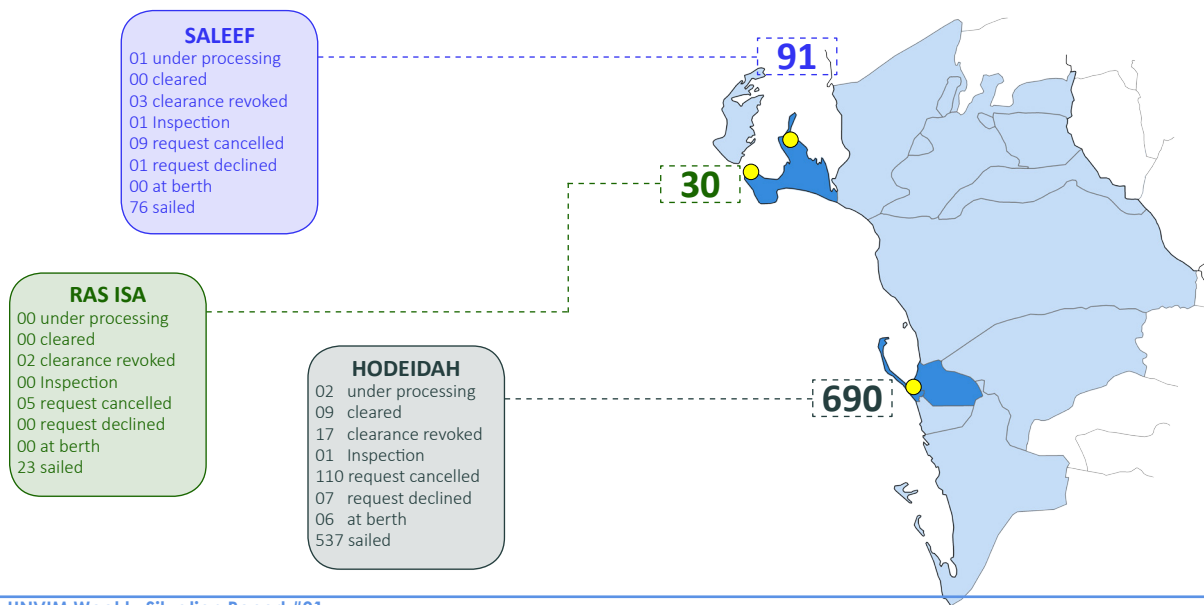 SALEEF
01 under processing
00 cleared
03 clearance revoked
01 Inspection
09 request cancelled
01 request declined
00 at berth
76 sailed
91
30
RAS ISA
00 under processing
00 cleared
02 clearance revoked
00 Inspection
05 request cancelled
00 request declined
00 at berth
23 sailed
HODEIDAH
02 under processing
09 cleared
17 clearance revoked
01 Inspection
110 request cancelled
07 request declined
06 at berth
537 sailed
690